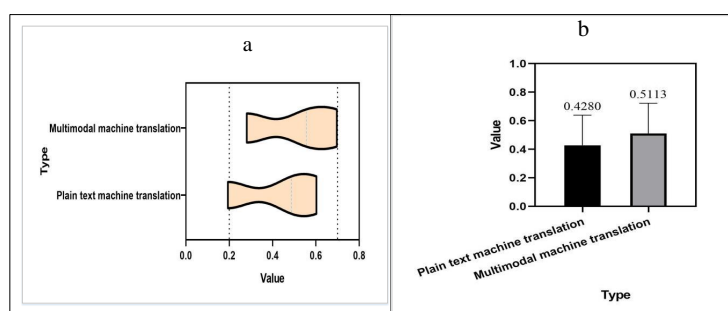 a
Multimodal machine translation
Plain text machine translation
Type
0.0 0.2 0.4 0.6 0.8
Value
b
1.0
0.8
0.6
0.4
0.2
0.0
Value
0.4280
0.5113
Plain text machine translation
Multimodal machine translation
Type